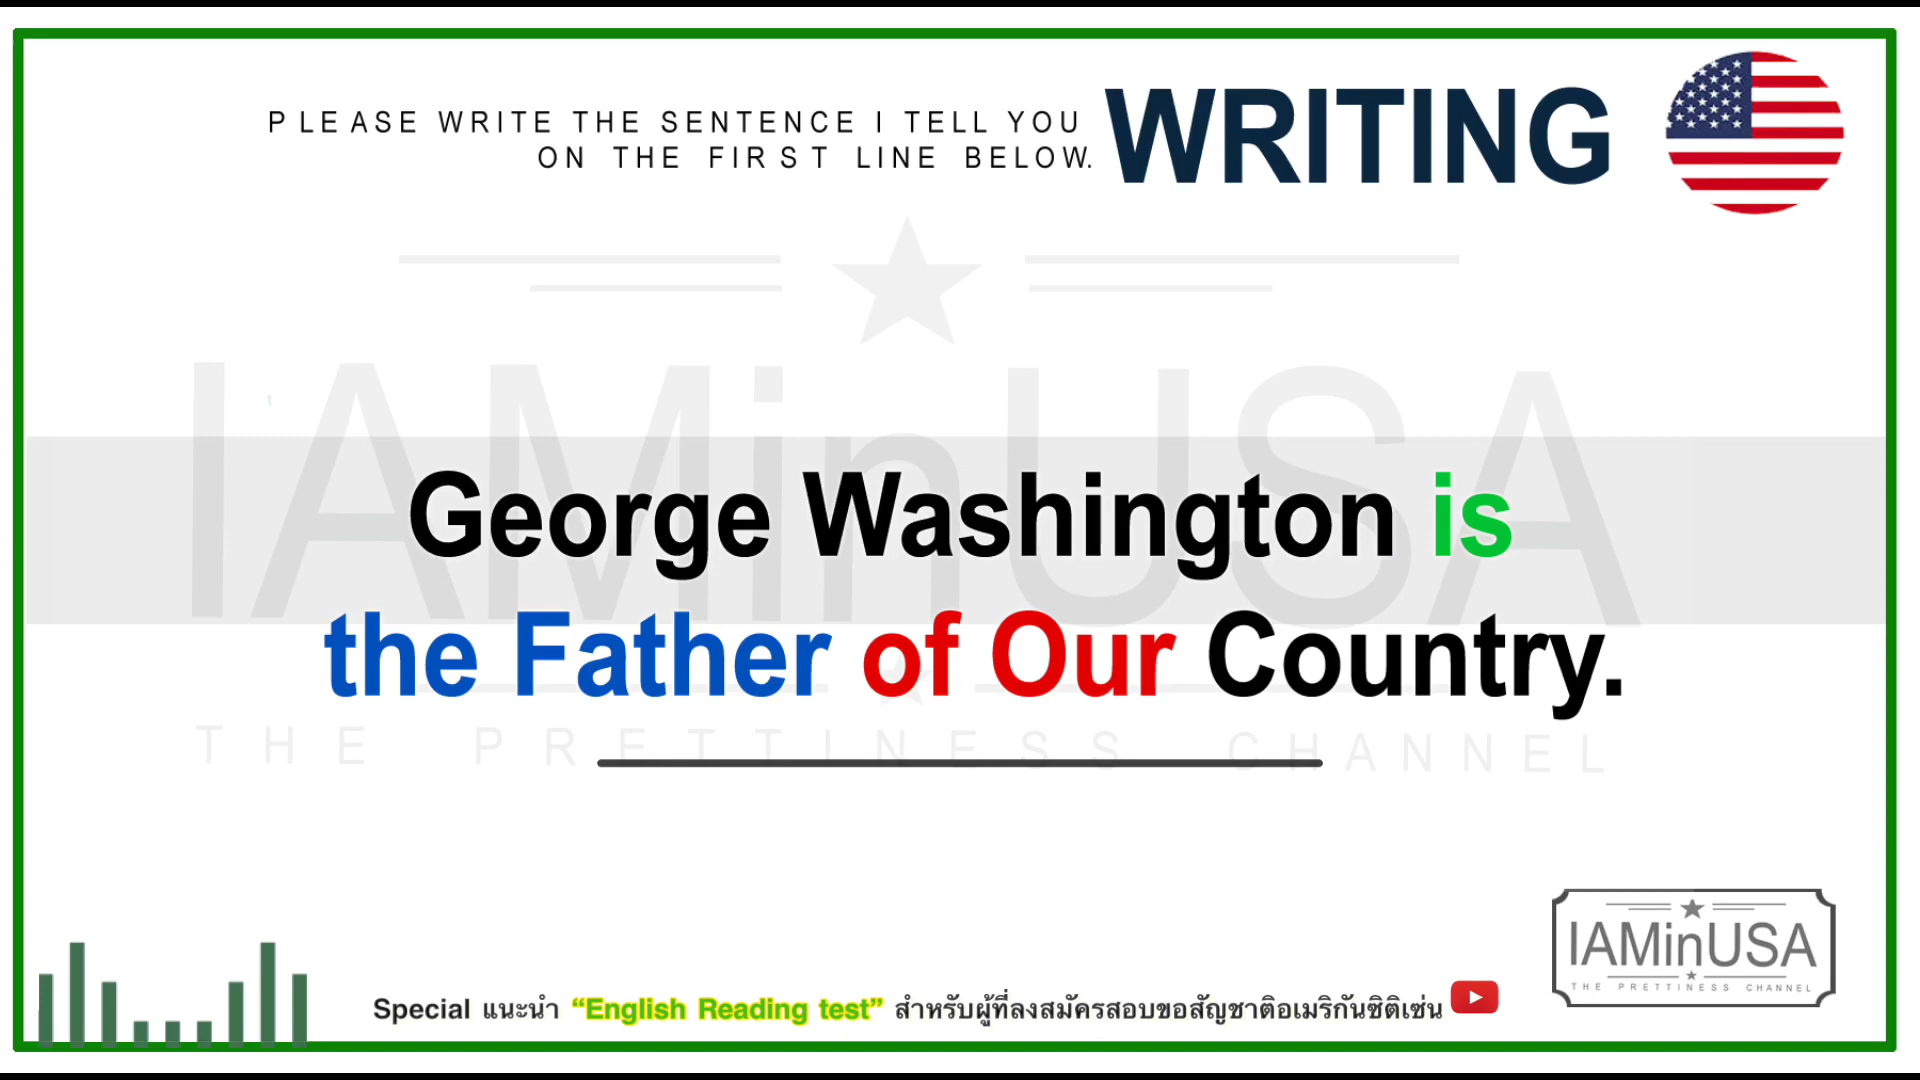 PLEASE WRITE THE SENTENCE I TELL YOU
ON THE FIRST LINE BELOW.
WRITING
IAMinUSA
George Washington is
the Father of Our Country.
THE PRETTINESS CHANNEL
IAMinUSA
THE PRETTINESS CHANNEL
Special แนะนำ “English Reading test” สำหรับผู้ที่ลงสมัครสอบขอสัญชาติอเมริกันซิติเซ่น